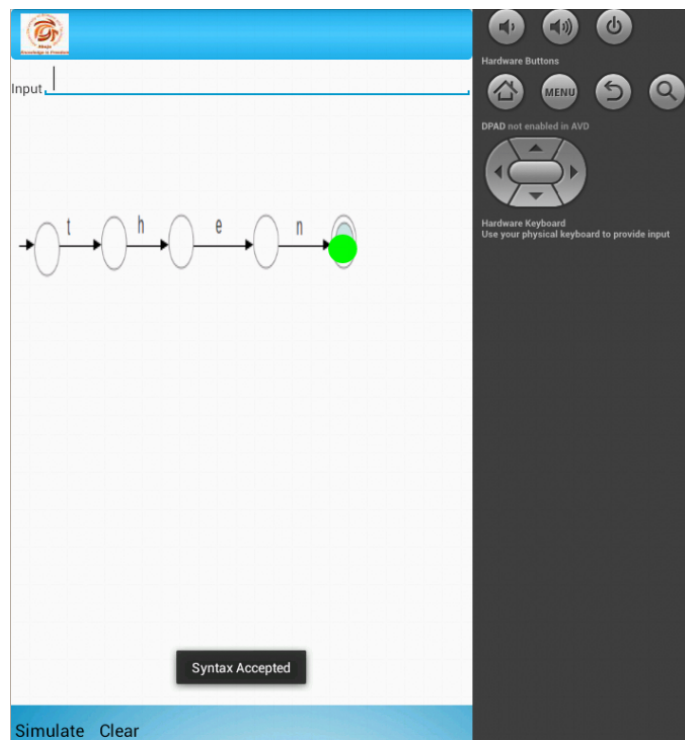 Input
t h e n
Syntax Accepted
Simulate Clear
Hardware Buttons
MENU
DPAD not enabled in AVD
Hardware Keyboard
Use your physical keyboard to provide input